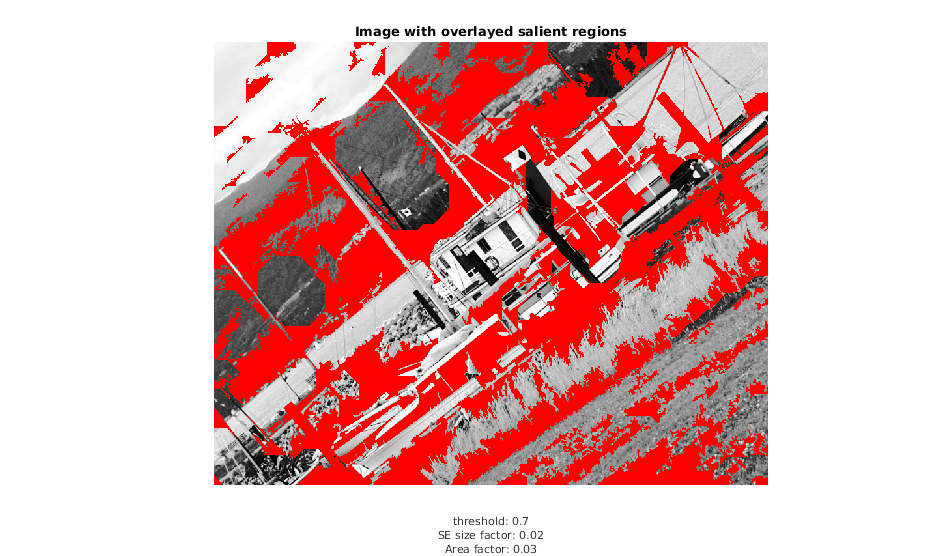 Image with overlayed salient regions
threshold: 0.7
SE size factor: 0.02
Area factor: 0.03